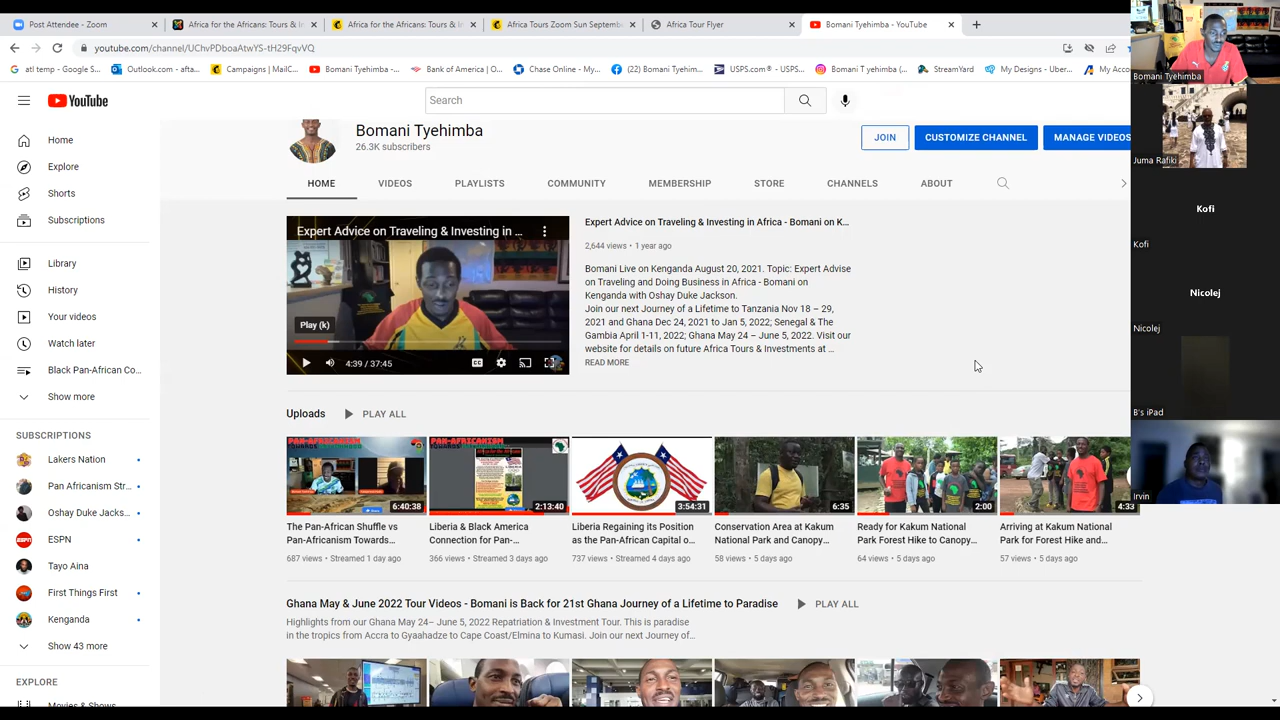 Post Attendee - Zoom
Africa for the Africans: Tours & In
Africa for the Africans: Tours & In
Africa Tour
Septemb
Africa Tour Flyer
Bomani Tyehimba - YouTube
youtube.com/channel/UChvPDboaAtwYS-tH29FqvVQ
atl temp - Google S...
Outlook.com - afta...
Campaigns | MailC...
Bomani Tyehimba -...
Bank of America | O...
Chase Online - My...
(22) Bomani Tyehim...
USPS.com® - USPS...
Bomani T yehimba (...
StreamYard
My Designs - Uber...
My Acco
YouTube
Search
Bomani Tyehimba
26.3K subscribers
JOIN
CUSTOMIZE CHANNEL
MANAGE VIDEOS
HOME
VIDEOS
PLAYLISTS
COMMUNITY
MEMBERSHIP
STORE
CHANNELS
ABOUT
Home
Explore
Shorts
Subscriptions
Library
History
Your videos
Watch later
Black Pan-African Co...
Show more
SUBSCRIPTIONS
Lakers Nation
Pan Africanism Str...
Oshay Duke Jacks...
ESPN
Tayo Aina
First Things First
Kenganda
Show 43 more
EXPLORE
Movies & Shows
Expert Advice on Traveling & Investing in ...
Play (k)
4:39 / 37:45
Expert Advice on Traveling & Investing in Africa - Bomani on K...
2,644 views • 1 year ago
Bomani Live on Kenganda August 20, 2021. Topic: Expert Advise
on Traveling and Doing Business in Africa - Bomani on
Kenganda with Oshay Duke Jackson.
Join our next Journey of a Lifetime to Tanzania Nov 18 – 29,
2021 and Ghana Dec 24, 2021 to Jan 5, 2022; Senegal & The
Gambia April 1-11, 2022; Ghana May 24 – June 5, 2022. Visit our
website for details on future Africa Tours & Investments at ...
READ MORE
Uploads
PLAY ALL
PAN-AFRICANISM
6:40:38
PAN-AFRICANISM
2:13:40
3:54:31
6:35
2:00
4:33
The Pan-African Shuffle vs
Pan-Africanism Towards...
687 views • Streamed 1 day ago
Liberia & Black America
Connection for Pan-...
366 views • Streamed 3 days ago
Liberia Regaining its Position
as the Pan-African Capital o...
737 views • Streamed 4 days ago
Conservation Area at Kakum
National Park and Canopy...
58 views • 5 days ago
Ready for Kakum National
Park Forest Hike to Canopy...
64 views • 5 days ago
Arriving at Kakum National
Park for Forest Hike and...
57 views • 5 days ago
Ghana May & June 2022 Tour Videos - Bomani is Back for 21st Ghana Journey of a Lifetime to Paradise
PLAY ALL
Highlights from our Ghana May 24– June 5, 2022 Repatriation & Investment Tour. This is paradise
in the tropics from Accra to Gyaahadze to Cape Coast/Elmina to Kumasi. Join our next Journey of...
Bomani Tyehimba
Juma Rafiki
Kofi
Kofi
Nicolej
Nicolej
B's iPad
Irvin